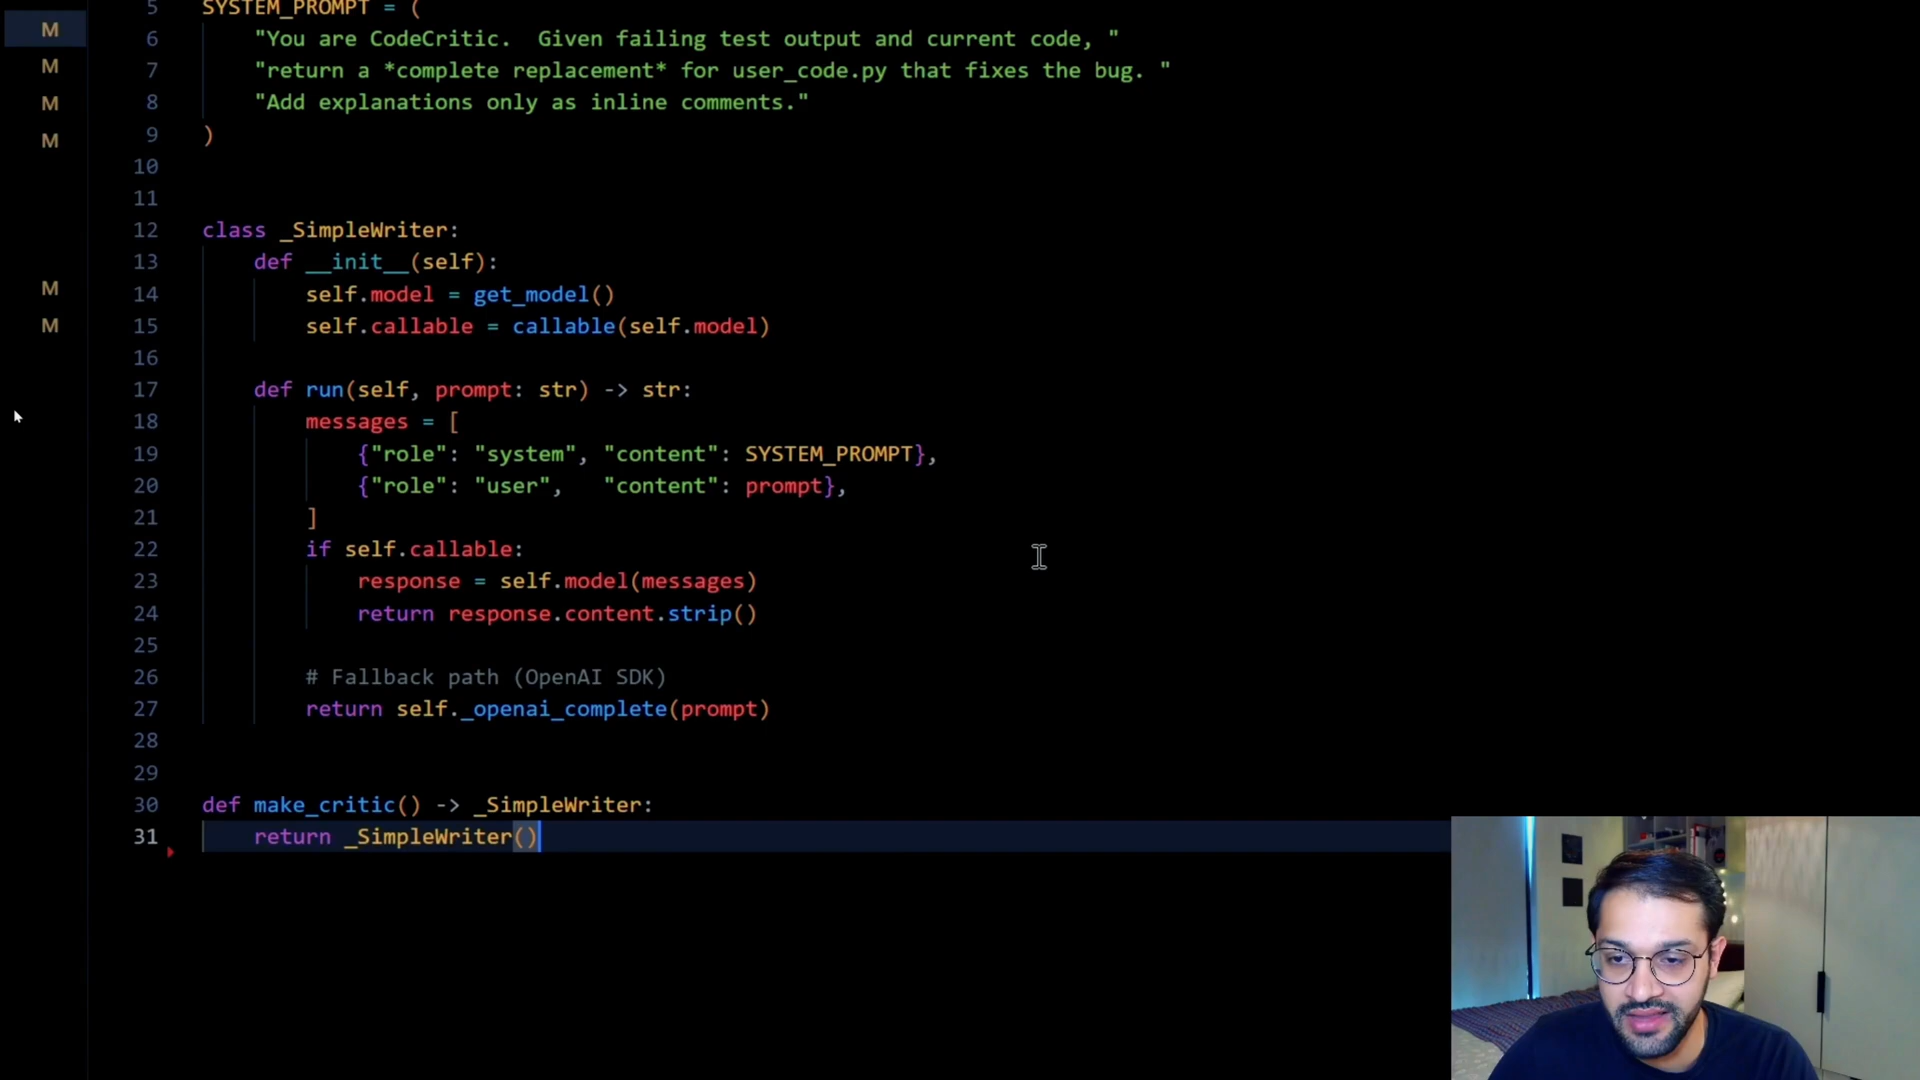 M
M
M
M
M
M
5 SYSTEM_PROMPT = (
6     "You are CodeCritic.  Given failing test output and current code, "
7     "return a *complete replacement* for user_code.py that fixes the bug. "
8     "Add explanations only as inline comments."
9 )
10
11
12 class _SimpleWriter:
13     def __init__(self):
14         self.model = get_model()
15         self.callable = callable(self.model)
16
17     def run(self, prompt: str) -> str:
18         messages = [
19             {"role": "system", "content": SYSTEM_PROMPT},
20             {"role": "user",   "content": prompt},
21         ]
22         if self.callable:
23             response = self.model(messages)
24             return response.content.strip()
25
26         # Fallback path (OpenAI SDK)
27         return self._openai_complete(prompt)
28
29
30 def make_critic() -> _SimpleWriter:
31     return _SimpleWriter()